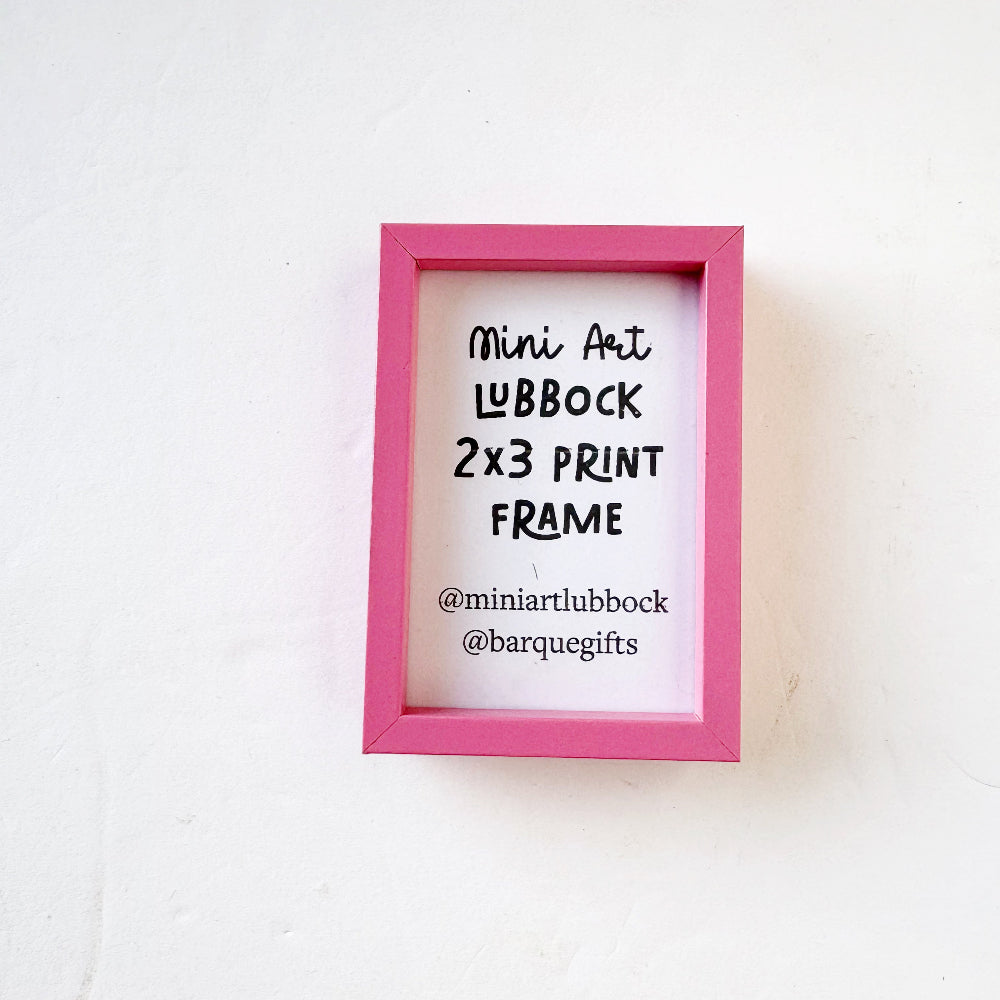 Mini Art
LUBBOCK
2x3 PRINT
FRAME
@miniartlubbock
@barquegifts